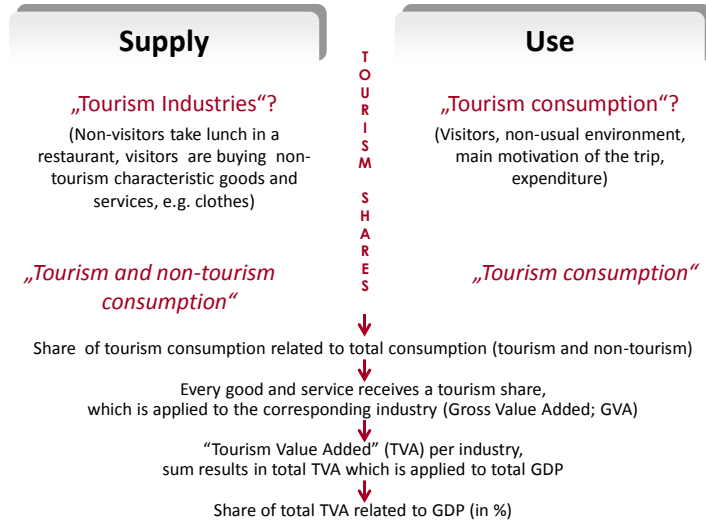 Supply
„Tourism Industries“?
(Non-visitors take lunch in a
restaurant, visitors are buying non-
tourism characteristic goods and
services, e.g. clothes)
„Tourism and non-tourism
consumption“
TOURISM SHARES
Use
„Tourism consumption“?
(Visitors, non-usual environment,
main motivation of the trip,
expenditure)
„Tourism consumption“
Share of tourism consumption related to total consumption (tourism and non-tourism)
Every good and service receives a tourism share,
which is applied to the corresponding industry (Gross Value Added; GVA)
“Tourism Value Added” (TVA) per industry,
sum results in total TVA which is applied to total GDP
Share of total TVA related to GDP (in %)